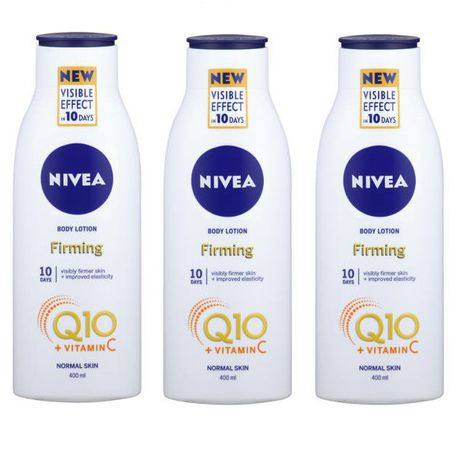 NEW
VISIBLE
EFFECT
IN 10 DAYS
NIVEA
BODY LOTION
Firming
10 DAYS
visibly firmer skin
+ improved elasticity
Q10
+ VITAMIN C
NORMAL SKIN
400 ml
NEW
VISIBLE
EFFECT
IN 10 DAYS
NIVEA
BODY LOTION
Firming
10 DAYS
visibly firmer skin
+ improved elasticity
Q10
+ VITAMIN C
NORMAL SKIN
400 ml
NEW
VISIBLE
EFFECT
IN 10 DAYS
NIVEA
BODY LOTION
Firming
10 DAYS
visibly firmer skin
+ improved elasticity
Q10
+ VITAMIN C
NORMAL SKIN
400 ml